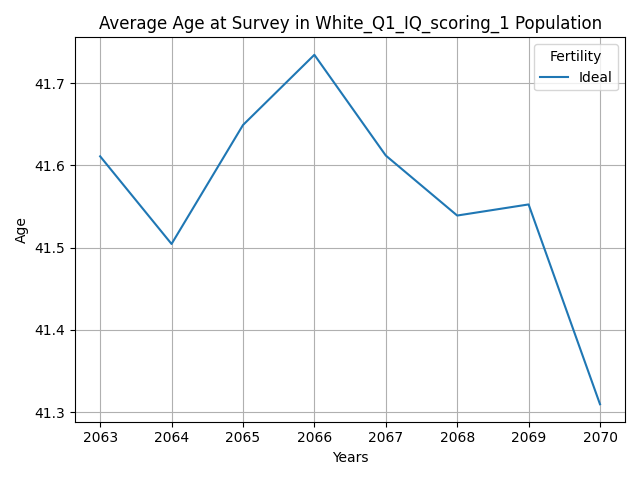 Average Age at Survey in White_Q1_IQ_scoring_1 Population
Fertility
Ideal
41.7
41.6
41.5
41.4
41.3
Age
2063 2064 2065 2066 2067 2068 2069 2070
Years